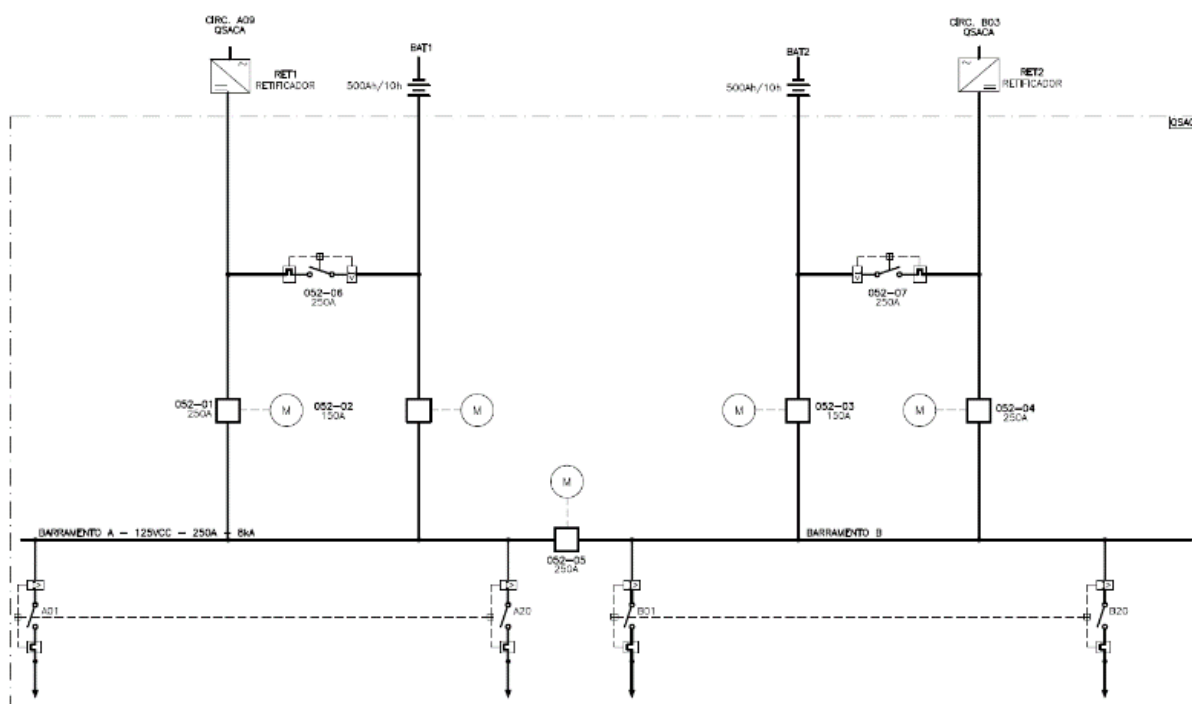 CIRC. A09
QSACA
BAT1
BAT2
CIRC. B03
QSACA
RET1
RETIFICADOR
500Ah/10h
500Ah/10h
RET2
RETIFICADOR
052-06
250A
052-07
250A
052-01
250A
M
052-02
150A
M
M
052-03
150A
M
052-04
250A
M
BARRAMENTO A - 125VCC - 250A - 8kA
052-05
250A
BARRAMENTO B
A01
A20
B01
B20